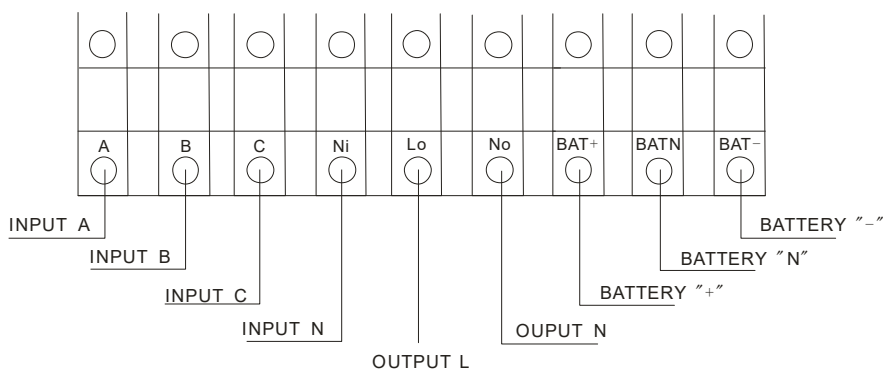 A B C Ni Lo No BAT+ BATN BAT-
INPUT A
BATTERY "-"
INPUT B
BATTERY "N"
INPUT C
BATTERY "+"
INPUT N
OUPUT N
OUTPUT L